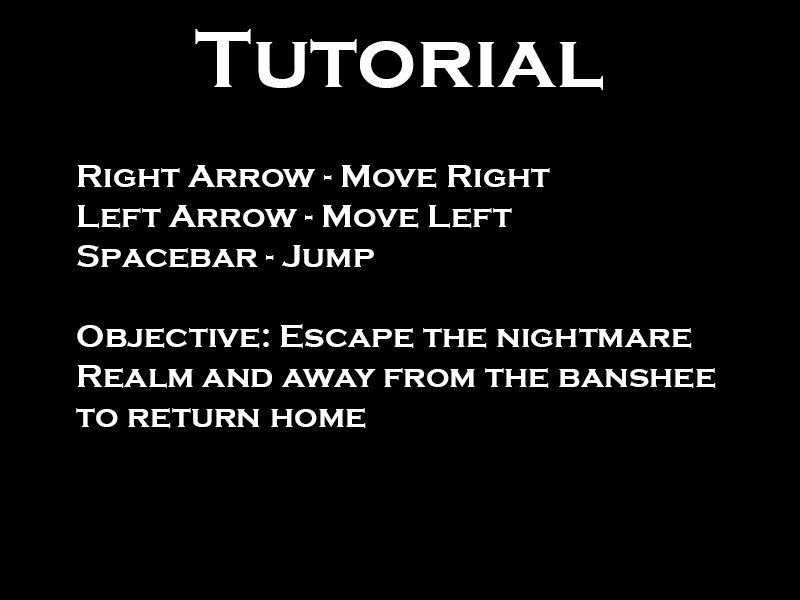 Tutorial
Right Arrow - Move Right
Left Arrow - Move Left
Spacebar - Jump
Objective: Escape the nightmare
Realm and away from the banshee
to return home